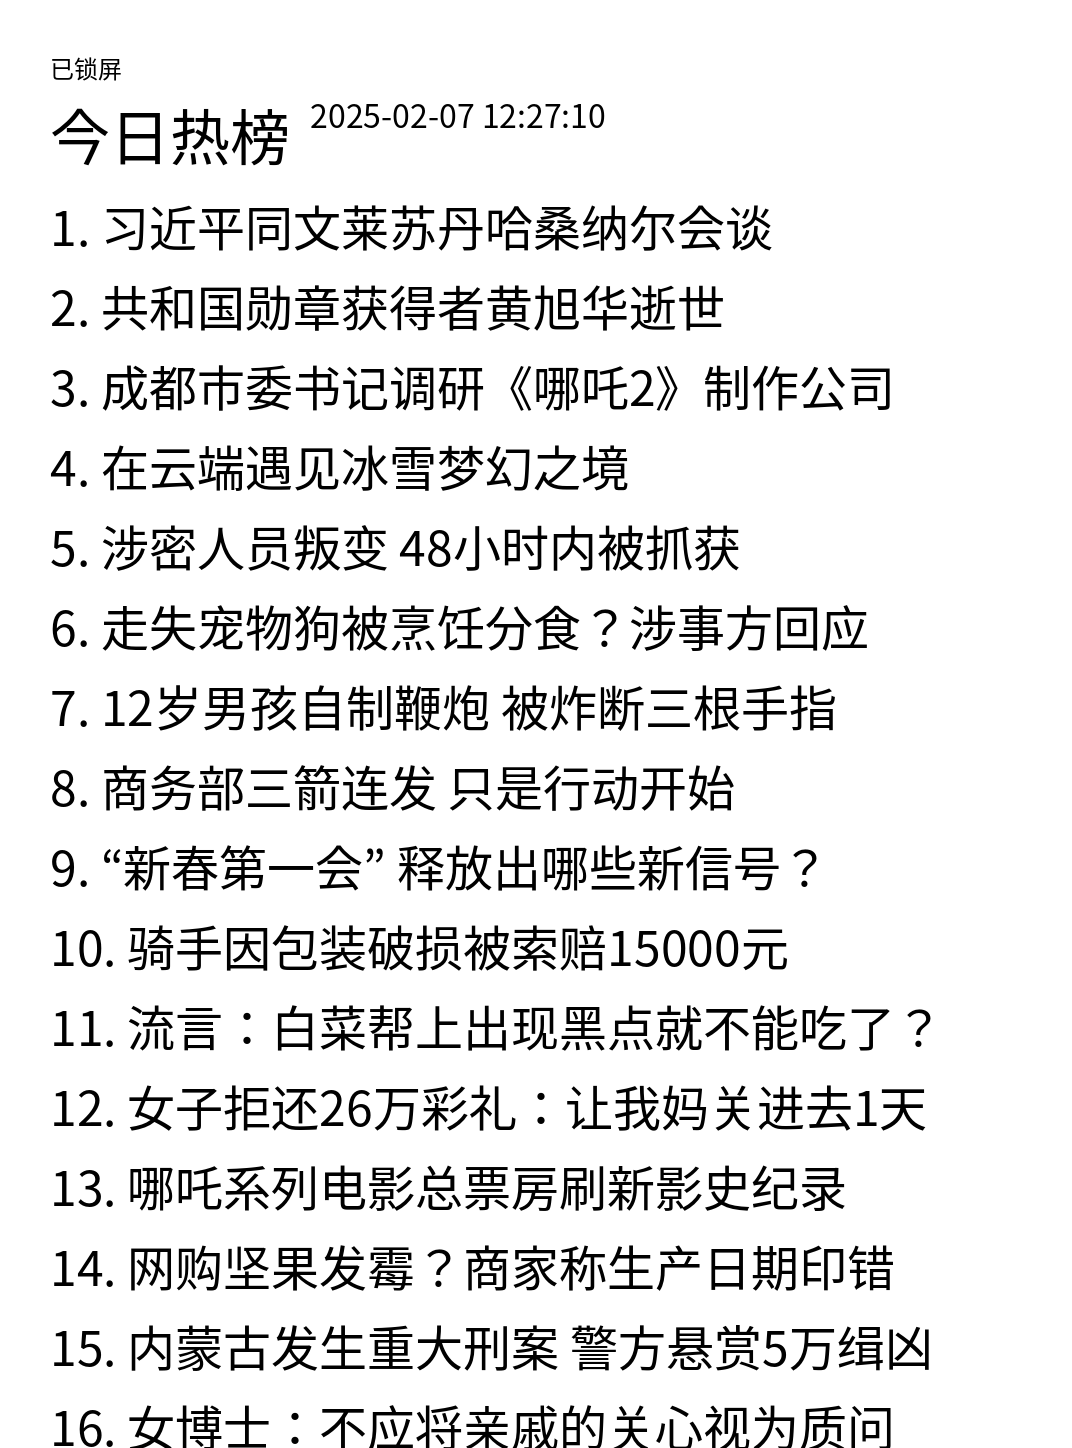 已锁屏
今日热榜 2025-02-07 12:27:10
1. 习近平同文莱苏丹哈桑纳尔会谈
2. 共和国勋章获得者黄旭华逝世
3. 成都市委书记调研《哪吒2》制作公司
4. 在云端遇见冰雪梦幻之境
5. 涉密人员叛变 48小时内被抓获
6. 走失宠物狗被烹饪分食？涉事方回应
7. 12岁男孩自制鞭炮 被炸断三根手指
8. 商务部三箭连发 只是行动开始
9. “新春第一会” 释放出哪些新信号？
10. 骑手因包装破损被索赔15000元
11. 流言：白菜帮上出现黑点就不能吃了？
12. 女子拒还26万彩礼：让我妈关进去1天
13. 哪吒系列电影总票房刷新影史纪录
14. 网购坚果发霉？商家称生产日期印错
15. 内蒙古发生重大刑案 警方悬赏5万缉凶
16. 女博士：不应将亲戚的关心视为质问